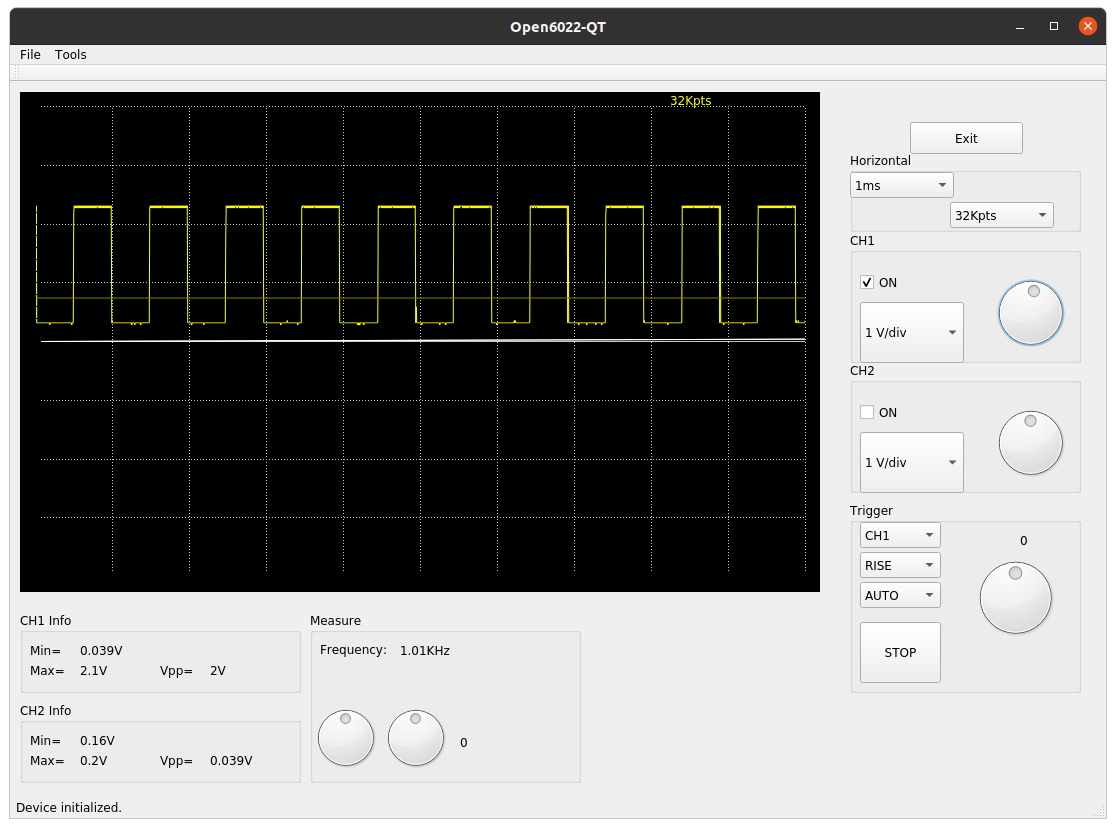 Open6022-QT
File Tools
32Kpts
Exit
Horizontal
1ms
32Kpts
CH1
ON
1 V/div
CH2
ON
1 V/div
Trigger
CH1
0
RISE
AUTO
STOP
CH1 Info
Min= 0.039V
Max= 2.1V Vpp= 2V
CH2 Info
Min= 0.16V
Max= 0.2V Vpp= 0.039V
Measure
Frequency: 1.01KHz
0
Device initialized.